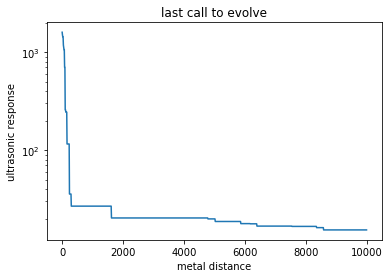 last call to evolve
10³
ultrasonic response
10²
0 2000 4000 6000 8000 10000
metal distance